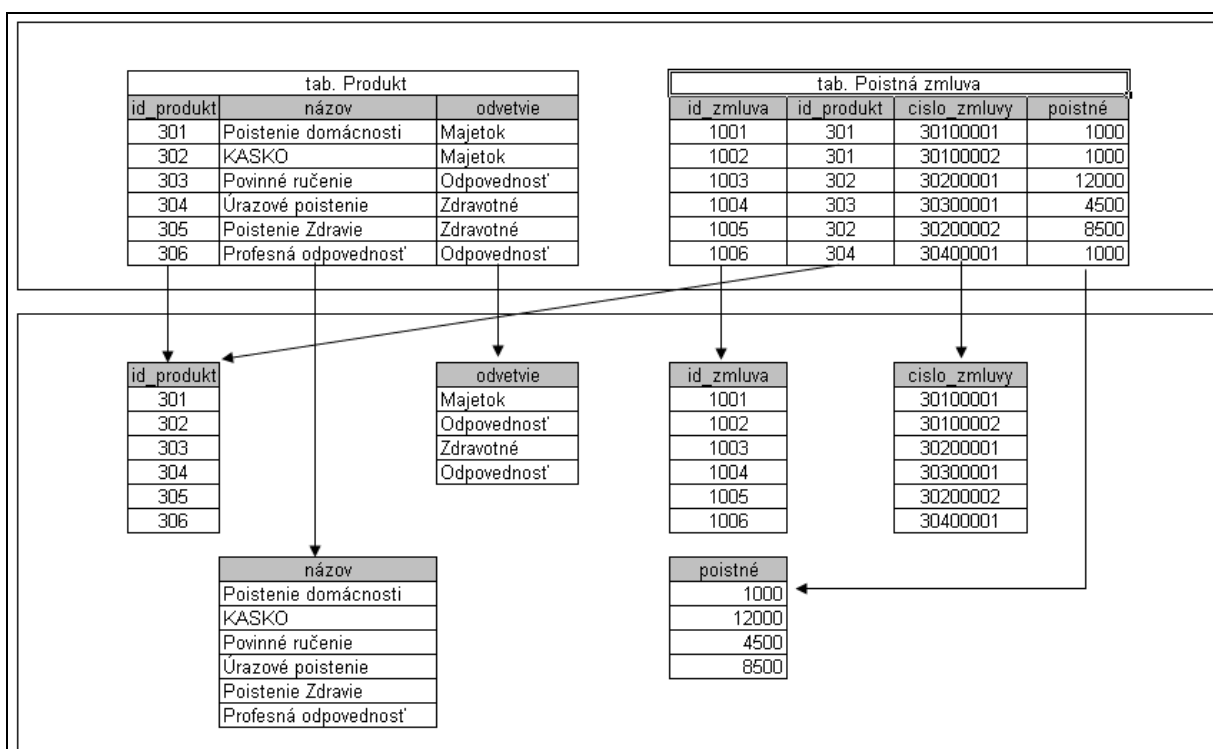 tab. Produkt
id_produkt názov odvetvie
301 Poistenie domácnosti Majetok
302 KASKO Majetok
303 Povinné ručenie Odpovednosť
304 Úrazové poistenie Zdravotné
305 Poistenie Zdravie Zdravotné
306 Profesná odpovednosť Odpovednosť
tab. Poistná zmluva
id_zmluva id_produkt cislo_zmluvy poistné
1001 301 30100001 1000
1002 301 30100002 1000
1003 302 30200001 12000
1004 303 30300001 4500
1005 302 30200002 8500
1006 304 30400001 1000
id_produkt
301
302
303
304
305
306
odvetvie
Majetok
Odpovednosť
Zdravotné
Odpovednosť
id_zmluva
1001
1002
1003
1004
1005
1006
cislo_zmluvy
30100001
30100002
30200001
30300001
30200002
30400001
názov
Poistenie domácnosti
KASKO
Povinné ručenie
Úrazové poistenie
Poistenie Zdravie
Profesná odpovednosť
poistné
1000
12000
4500
8500